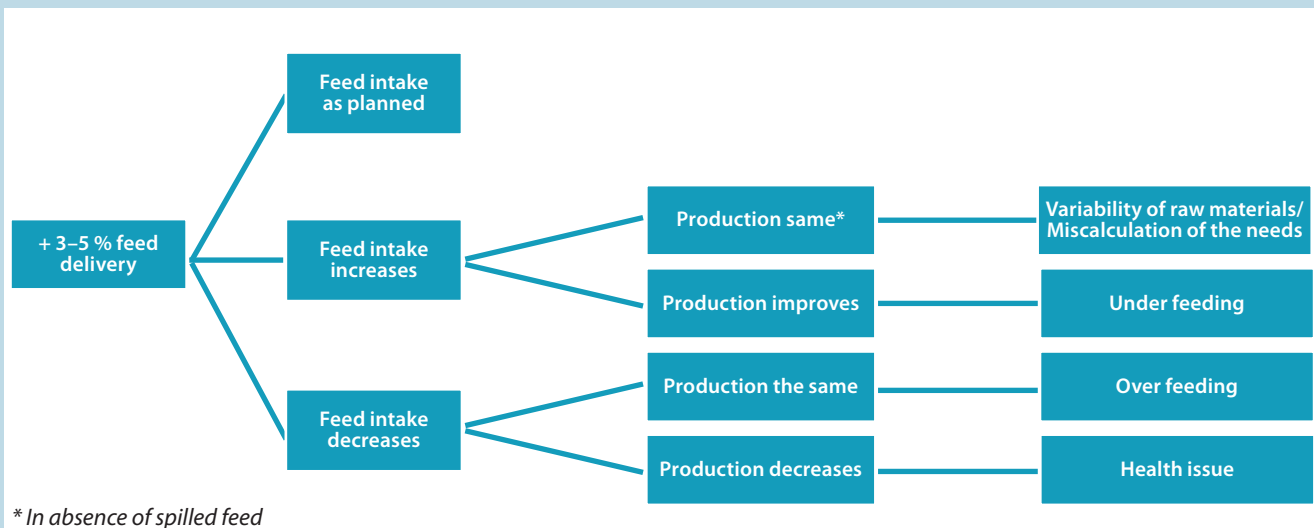 Feed intake
as planned
+ 3–5 % feed
delivery
Feed intake
increases
Production same*
Variability of raw materials/
Miscalculation of the needs
Production improves
Under feeding
Feed intake
decreases
Production the same
Over feeding
Production decreases
Health issue
* In absence of spilled feed